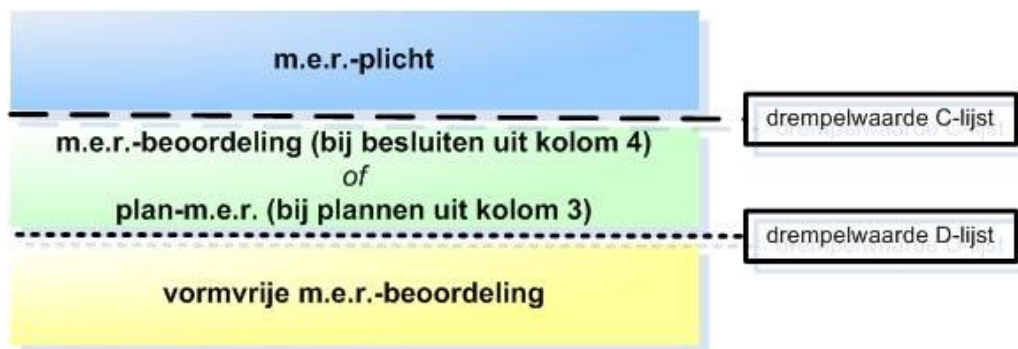 m.e.r.-plicht
drempelwaarde C-lijst
m.e.r.-beoordeling (bij besluiten uit kolom 4)
of
plan-m.e.r. (bij plannen uit kolom 3)
drempelwaarde D-lijst
vormvrije m.e.r.-beoordeling